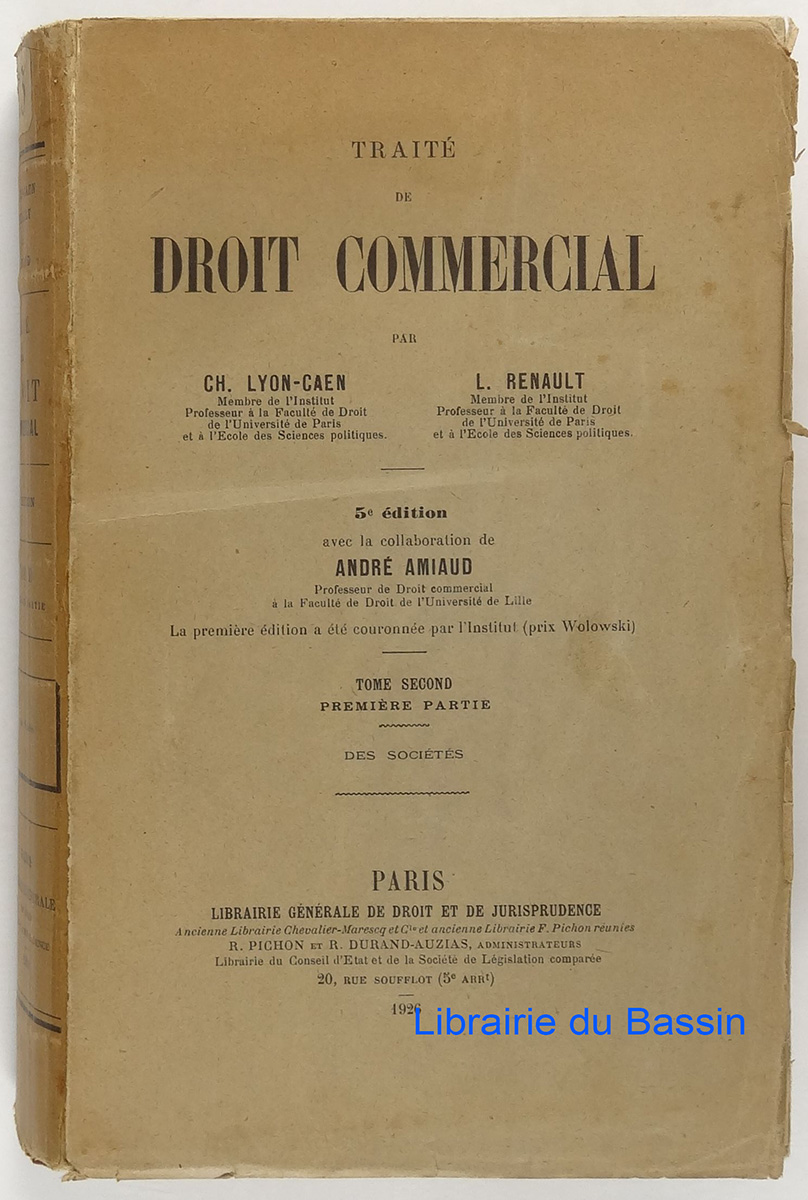 TRAITÉ
DE
DROIT COMMERCIAL
PAR
CH. LYON-CAEN
Membre de l'Institut
Professeur à la Faculté de Droit
de l'Université de Paris
et à l'Ecole des Sciences politiques.
L. RENAULT
Membre de l'Institut
Professeur à la Faculté de Droit
de l'Université de Paris
et à l'Ecole des Sciences politiques.
5e édition
avec la collaboration de
ANDRÉ AMIAUD
Professeur de Droit commercial
à la Faculté de Droit de l'Université de Lille
La première édition a été couronnée par l'Institut (prix Wolowski)
TOME SECOND
PREMIÈRE PARTIE
DES SOCIÉTÉS
PARIS
LIBRAIRIE GÉNÉRALE DE DROIT ET DE JURISPRUDENCE
Ancienne Librairie Chevalier-Marescq et Cie et ancienne Librairie F. Pichon réunies
R. PICHON ET R. DURAND-AUZIAS, ADMINISTRATEURS
Librairie du Conseil d'Etat et de la Société de Législation comparée
20, RUE SOUFFLOT (5e ARRt)
1926
Librairie du Bassin